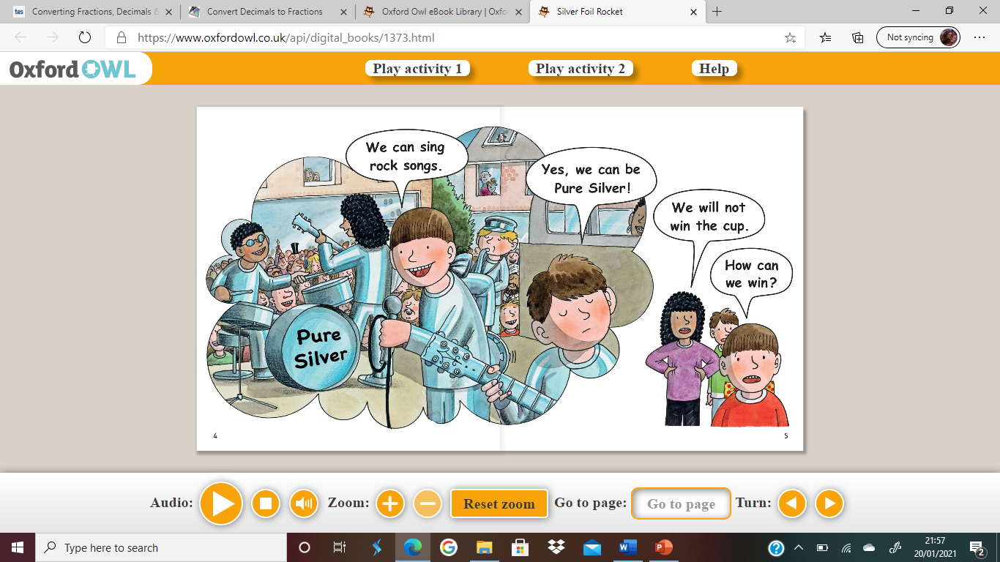 tes
Converting Fractions, Decimals &
Convert Decimals to Fractions
Oxford Owl eBook Library | Oxfo
Silver Foil Rocket
https://www.oxfordowl.co.uk/api/digital_books/1373.html
Not syncing
Oxford OWL
Play activity 1
Play activity 2
Help
We can sing
rock songs.
Yes, we can be
Pure Silver!
We will not
win the cup.
How can
we win?
Pure
Silver
4
5
Audio:
Zoom:
Reset zoom
Go to page:
Go to page
Turn:
Type here to search
21:57
20/01/2021
2